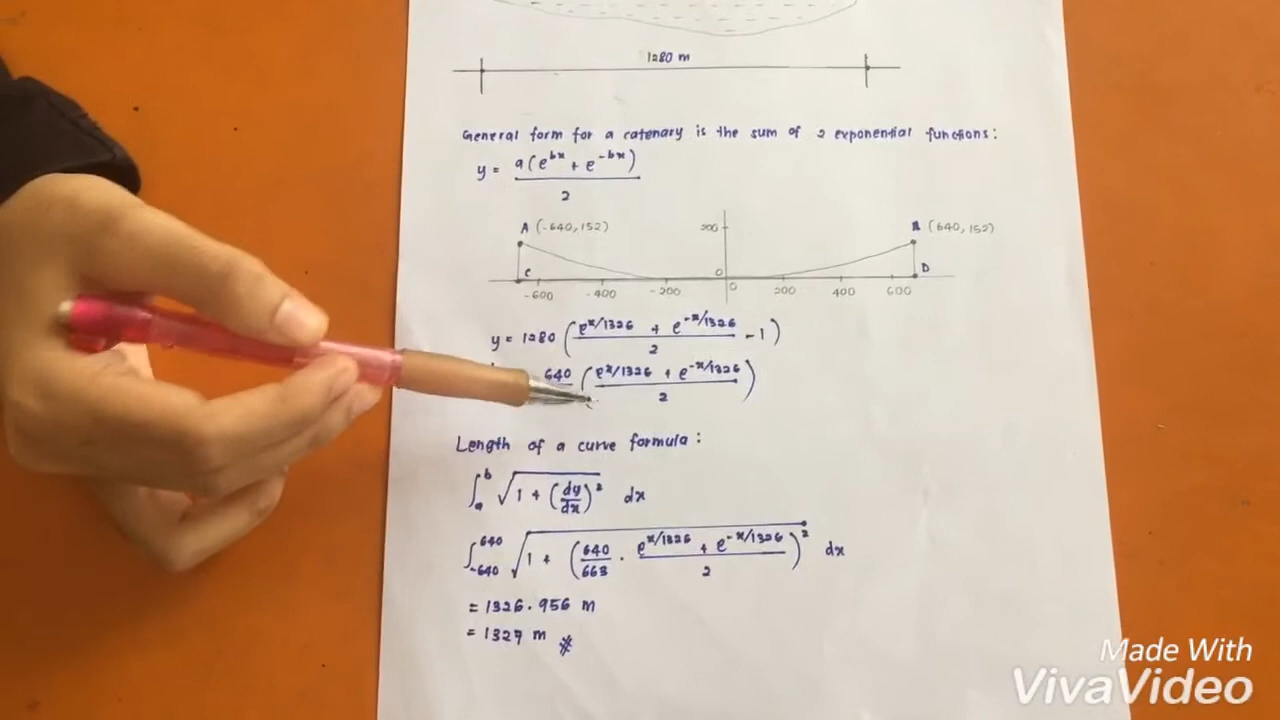 1280 m
General form for a catenary is the sum of 2 exponential functions:
y = a(e^bx + e^-bx)
2
A (-640, 152) 200 B (640, 152)
C 0 D
-600 -400 -200 0 200 400 600
y = 1280 (e^x/1326 + e^-x/1326 / 2 - 1)
640 (e^x/1326 + e^-x/1326 / 2)
Length of a curve formula:
∫_a^b √(1 + (dy/dx)^2) dx
∫_-640^640 √(1 + (640/663 · e^x/1326 + e^-x/1326 / 2)^2) dx
= 1326.956 m
= 1327 m
Made With
VivaVideo